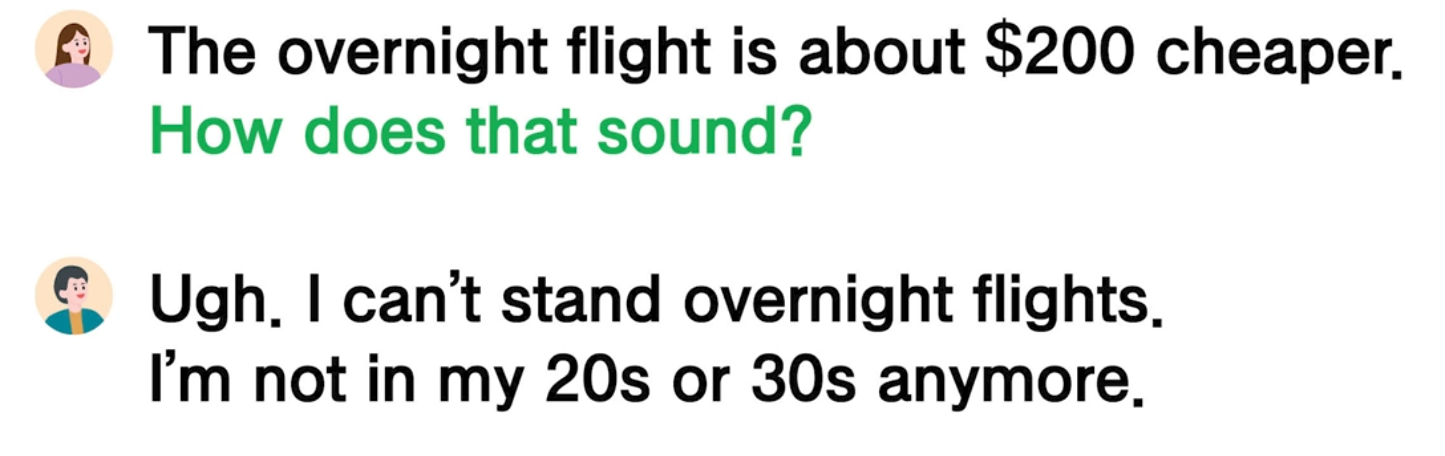 The overnight flight is about $200 cheaper.
How does that sound?
Ugh. I can’t stand overnight flights.
I’m not in my 20s or 30s anymore.